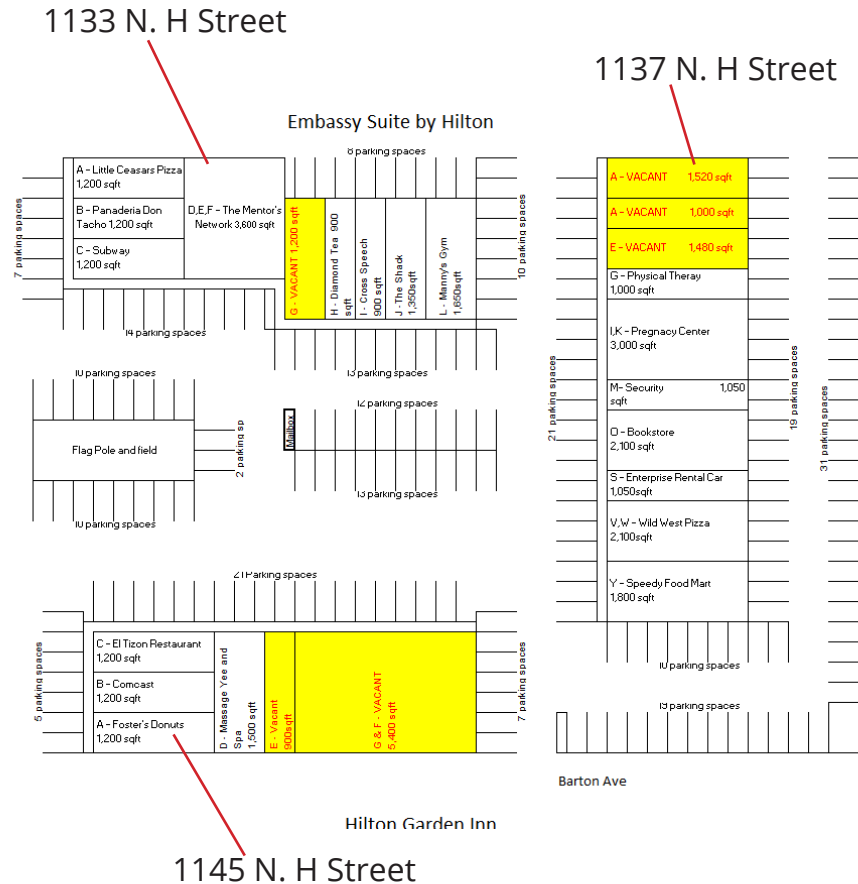 1133 N. H Street
1137 N. H Street
Embassy Suite by Hilton
8 parking spaces
7 parking spaces
A - Little Ceasars Pizza
1,200 sqft
B - Panaderia Don
Tacho 1,200 sqft
C - Subway
1,200 sqft
D,E,F - The Mentor's
Network 3,600 sqft
G - VACANT 1,200 sqft
H - Diamond Tea 900
sqft
I - Cross Speech
900 sqft
J - The Shack
1,350sqft
L - Manny's Gym
1,650sqft
10 parking spaces
14 parking spaces
13 parking spaces
A - VACANT 1,520 sqft
A - VACANT 1,000 sqft
E - VACANT 1,480 sqft
G - Physical Theray
1,000 sqft
I,K - Pregnacy Center
3,000 sqft
M- Security 1,050
sqft
O - Bookstore
2,100 sqft
S - Enterprise Rental Car
1,050sqft
V,W - Wild West Pizza
2,100sqft
Y - Speedy Food Mart
1,800 sqft
21 parking spaces
19 parking spaces
31 parking spaces
10 parking spaces
19 parking spaces
Barton Ave
10 parking spaces
Flag Pole and field
2 parking sp
10 parking spaces
12 parking spaces
Mailbox
13 parking spaces
21Parking spaces
5 parking spaces
C - El Tizon Restaurant
1,200 sqft
B - Comcast
1,200 sqft
A - Foster's Donuts
1,200 sqft
D - Massage Yee and
Spa
1,500 sqft
E - Vacant
900sqft
G & F - VACANT
5,400 sqft
7 parking spaces
Hilton Garden Inn
1145 N. H Street